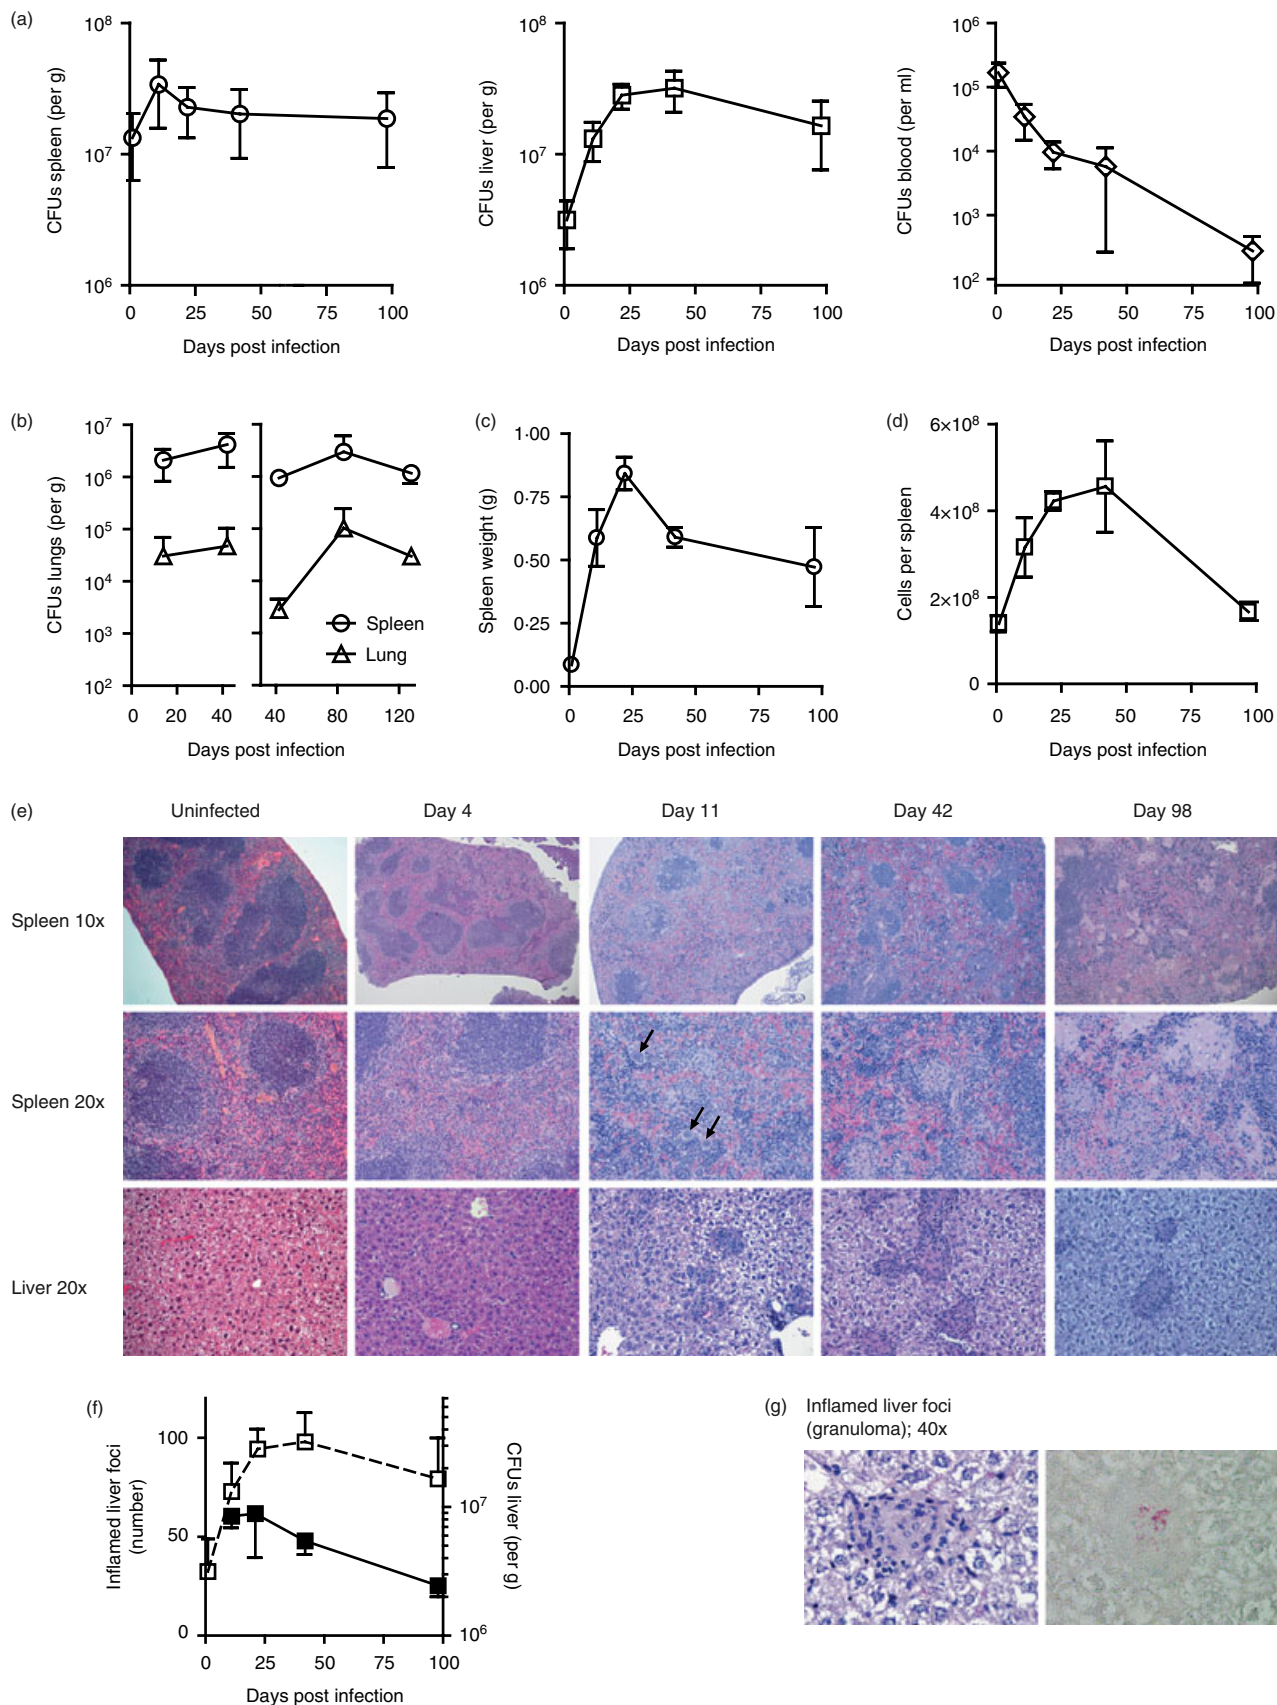 (a)
10⁸
10⁷
10⁶
CFUs spleen (per g)
0 25 50 75 100
Days post infection
10⁸
10⁷
10⁶
CFUs liver (per g)
0 25 50 75 100
Days post infection
10⁶
10⁵
10⁴
10³
10²
CFUs blood (per ml)
0 25 50 75 100
Days post infection
(b)
10⁷
10⁶
10⁵
10⁴
10³
10²
CFUs lungs (per g)
Spleen
Lung
0 20 40 40 80 120
Days post infection
(c)
1·00
0·75
0·50
0·25
0·00
Spleen weight (g)
0 25 50 75 100
Days post infection
(d)
6×10⁸
4×10⁸
2×10⁸
0
Cells per spleen
0 25 50 75 100
Days post infection
(e)
Uninfected Day 4 Day 11 Day 42 Day 98
Spleen 10x
Spleen 20x
Liver 20x
(f)
100
50
0
Inflamed liver foci
(number)
10⁷
10⁶
CFUs liver (per g)
0 25 50 75 100
Days post infection
(g) Inflamed liver foci
(granuloma); 40x